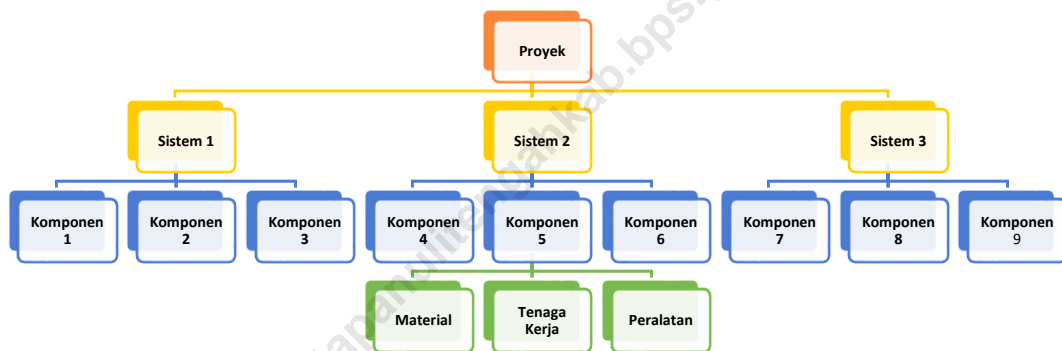 Proyek
Sistem 1
Sistem 2
Sistem 3
Komponen
1
Komponen
2
Komponen
3
Komponen
4
Komponen
5
Komponen
6
Komponen
7
Komponen
8
Komponen
9
Material
Tenaga
Kerja
Peralatan